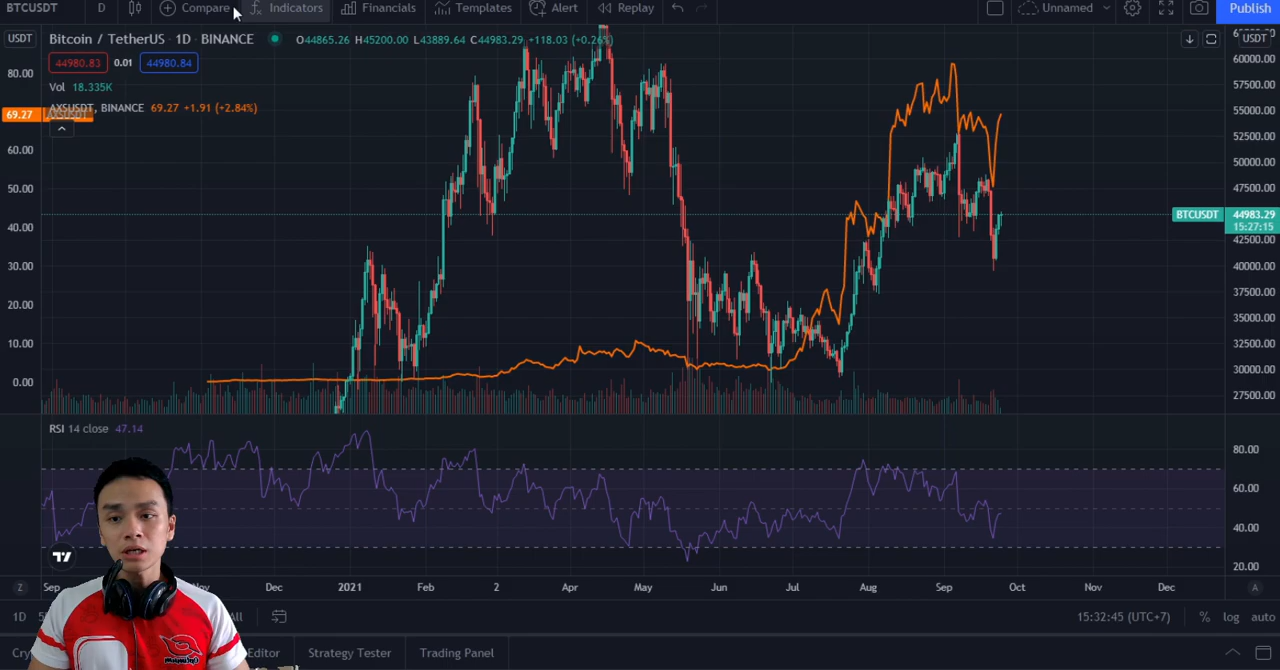 BTCUSDT D Compare Indicators Financials Templates Alert Replay Unnamed Publish
USDT Bitcoin / TetherUS · 1D · BINANCE O44865.26 H45200.00 L43889.64 C44983.29 +118.03 (+0.26%) USDT
44980.83 0.01 44980.84
Vol 18.335K
AXSUSDT, BINANCE 69.27 +1.91 (+2.84%)
69.27 AXSUSDT
80.00
60.00
50.00
40.00
30.00
20.00
10.00
0.00
60000.00
57500.00
55000.00
52500.00
50000.00
47500.00
BTCUSDT 44983.29
15:27:15
42500.00
40000.00
37500.00
35000.00
32500.00
30000.00
27500.00
RSI 14 close 47.14
80.00
60.00
40.00
20.00
Z Sep Nov Dec 2021 Feb 2 Apr May Jun Jul Aug Sep Oct Nov Dec A
1D All 15:32:45 (UTC+7) % log auto
Editor Strategy Tester Trading Panel